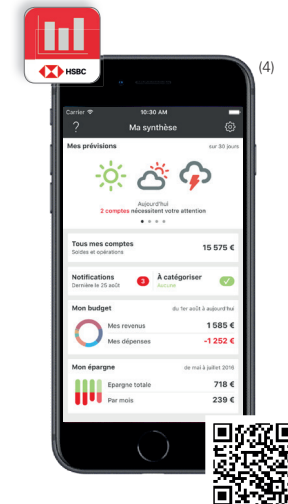 HSBC
(4)
Carrier 10:30 AM
? Ma synthèse
Mes prévisions sur 30 jours
Aujourd'hui
2 comptes nécessitent votre attention
Tous mes comptes 15 575 €
Soldes et opérations
Notifications 3 À catégoriser
Dernière le 25 août Aucune
Mon budget du 1er août à aujourd'hui
Mes revenus 1 585 €
Mes dépenses -1 252 €
Mon épargne de mai à juillet 2016
Epargne totale 718 €
Par mois 239 €